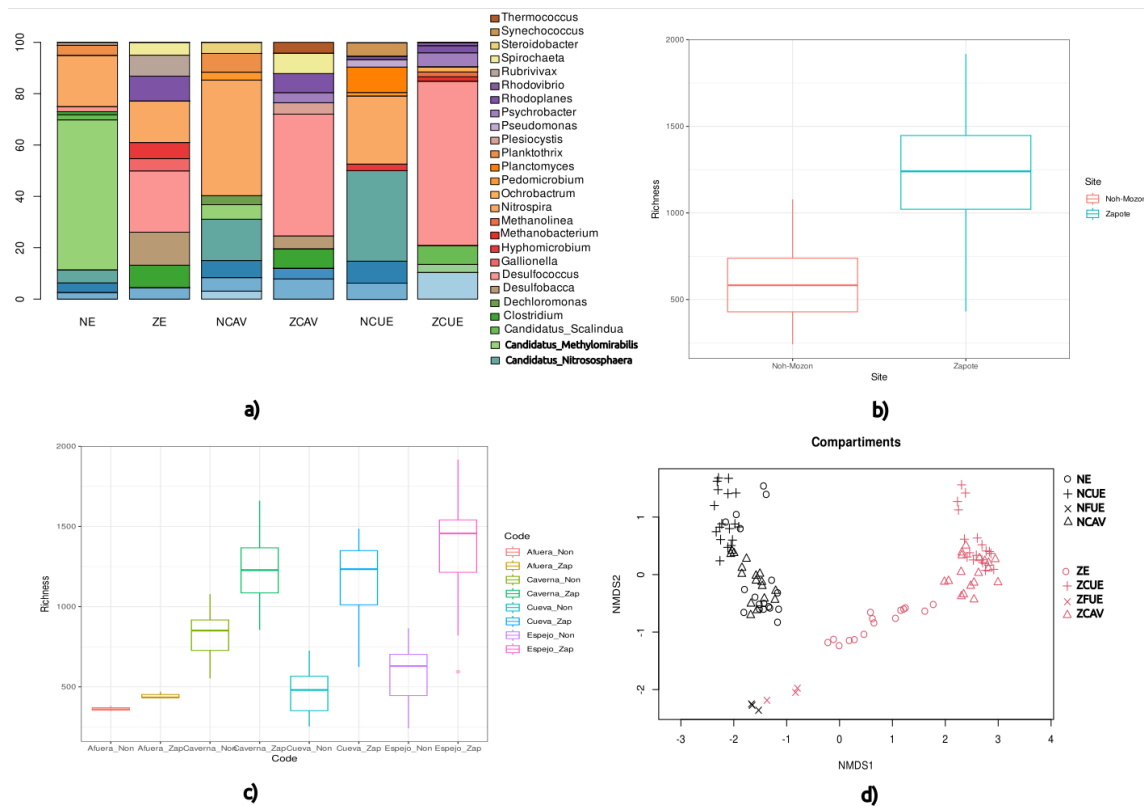 100
80
60
40
20
0
NE ZE NCAV ZCAV NCUE ZCUE
Thermococcus
Synechococcus
Steroidobacter
Spirochaeta
Rubrivivax
Rhodovibrio
Rhodoplanes
Psychrobacter
Pseudomonas
Plesiocystis
Planktothrix
Planctomyces
Pedomicrobium
Ochrobactrum
Nitrospira
Methanolinea
Methanobacterium
Hyphomicrobium
Gallionella
Desulfococcus
Desulfobacca
Dechloromonas
Clostridium
Candidatus_Scalindua
Candidatus_Methylomirabilis
Candidatus_Nitrososphaera
a)
2000
1500
1000
500
Richness
Noh-Mozon Zapote
Site
Site
Noh-Mozon
Zapote
b)
2000
1500
1000
500
Richness
Afuera_Non Afuera_Zap Caverna_Non Caverna_Zap Cueva_Non Cueva_Zap Espejo_Non Espejo_Zap
Code
Code
Afuera_Non
Afuera_Zap
Caverna_Non
Caverna_Zap
Cueva_Non
Cueva_Zap
Espejo_Non
Espejo_Zap
c)
Compartiments
NMDS2
1
0
-1
-2
-3 -2 -1 0 1 2 3 4
NMDS1
NE
NCUE
NFUE
NCAV
ZE
ZCUE
ZFUE
ZCAV
d)